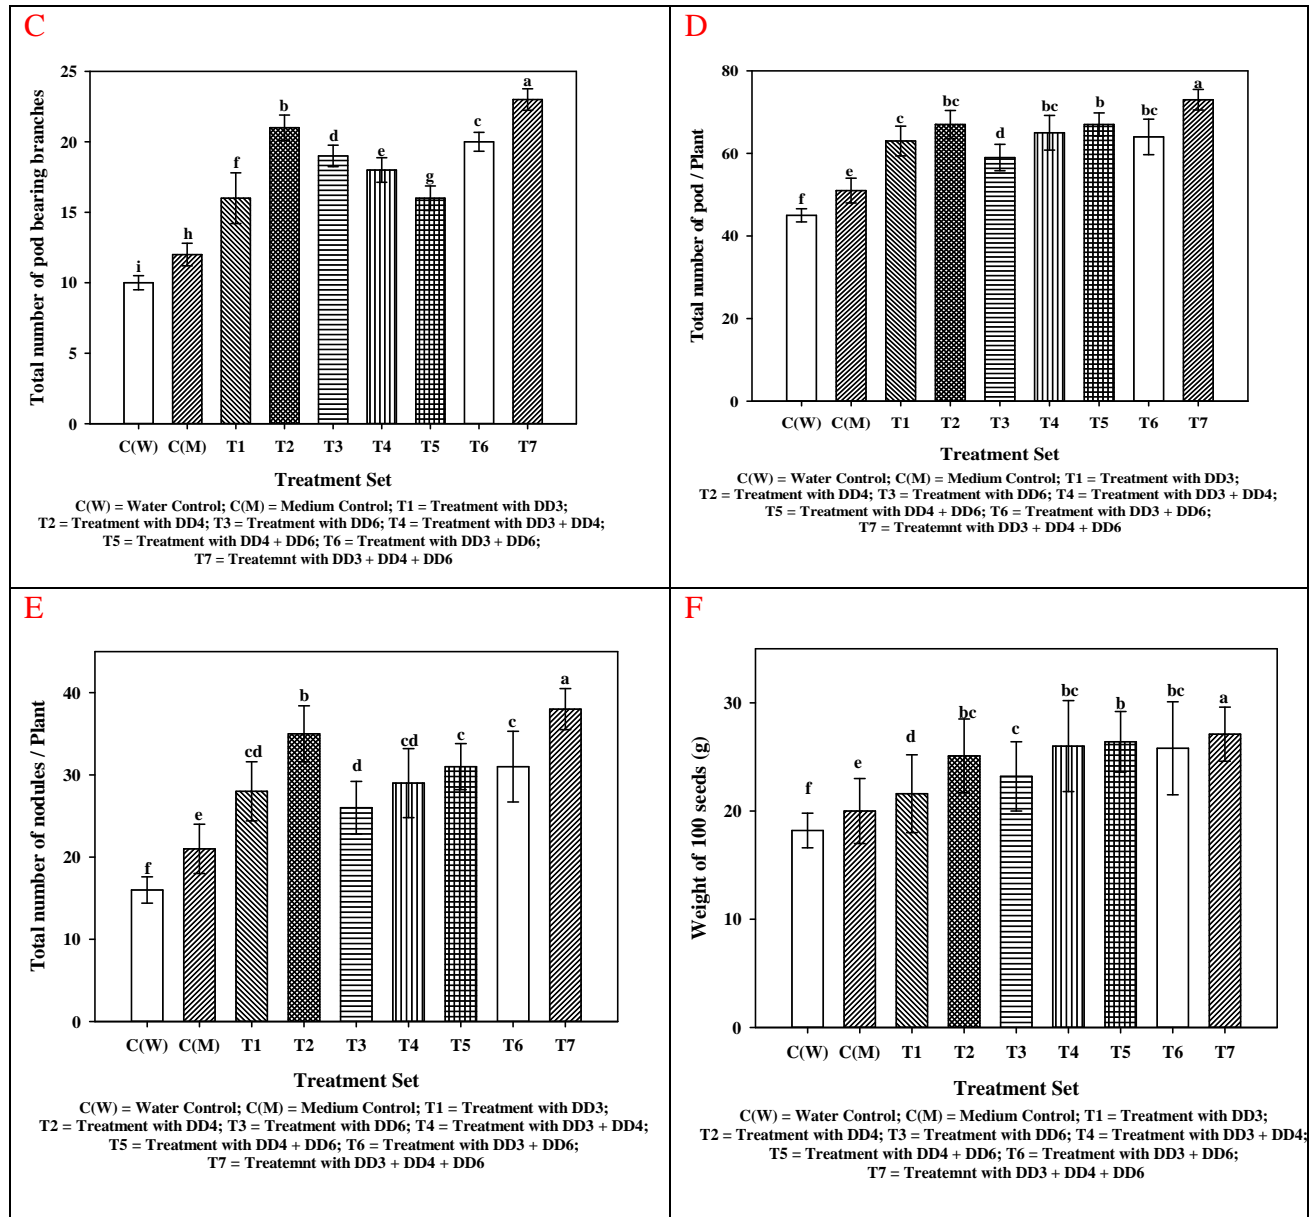 C
25
20
15
10
5
0
Total number of pod bearing branches
i
h
f
b
d
e
g
c
a
C(W) C(M) T1 T2 T3 T4 T5 T6 T7
Treatment Set
C(W) = Water Control; C(M) = Medium Control; T1 = Treatment with DD3;
T2 = Treatment with DD4; T3 = Treatment with DD6; T4 = Treatment with DD3 + DD4;
T5 = Treatment with DD4 + DD6; T6 = Treatment with DD3 + DD6;
T7 = Treatemnt with DD3 + DD4 + DD6
D
80
60
40
20
0
Total number of pod / Plant
f
e
c
bc
d
bc
b
bc
a
C(W) C(M) T1 T2 T3 T4 T5 T6 T7
Treatment Set
C(W) = Water Control; C(M) = Medium Control; T1 = Treatment with DD3;
T2 = Treatment with DD4; T3 = Treatment with DD6; T4 = Treatment with DD3 + DD4;
T5 = Treatment with DD4 + DD6; T6 = Treatment with DD3 + DD6;
T7 = Treatemnt with DD3 + DD4 + DD6
E
40
30
20
10
0
Total number of nodules / Plant
f
e
cd
b
d
cd
c
c
a
C(W) C(M) T1 T2 T3 T4 T5 T6 T7
Treatment Set
C(W) = Water Control; C(M) = Medium Control; T1 = Treatment with DD3;
T2 = Treatment with DD4; T3 = Treatment with DD6; T4 = Treatment with DD3 + DD4;
T5 = Treatment with DD4 + DD6; T6 = Treatment with DD3 + DD6;
T7 = Treatemnt with DD3 + DD4 + DD6
F
30
20
10
0
Weight of 100 seeds (g)
f
e
d
bc
c
bc
b
bc
a
C(W) C(M) T1 T2 T3 T4 T5 T6 T7
Treatment Set
C(W) = Water Control; C(M) = Medium Control; T1 = Treatment with DD3;
T2 = Treatment with DD4; T3 = Treatment with DD6; T4 = Treatment with DD3 + DD4;
T5 = Treatment with DD4 + DD6; T6 = Treatment with DD3 + DD6;
T7 = Treatemnt with DD3 + DD4 + DD6